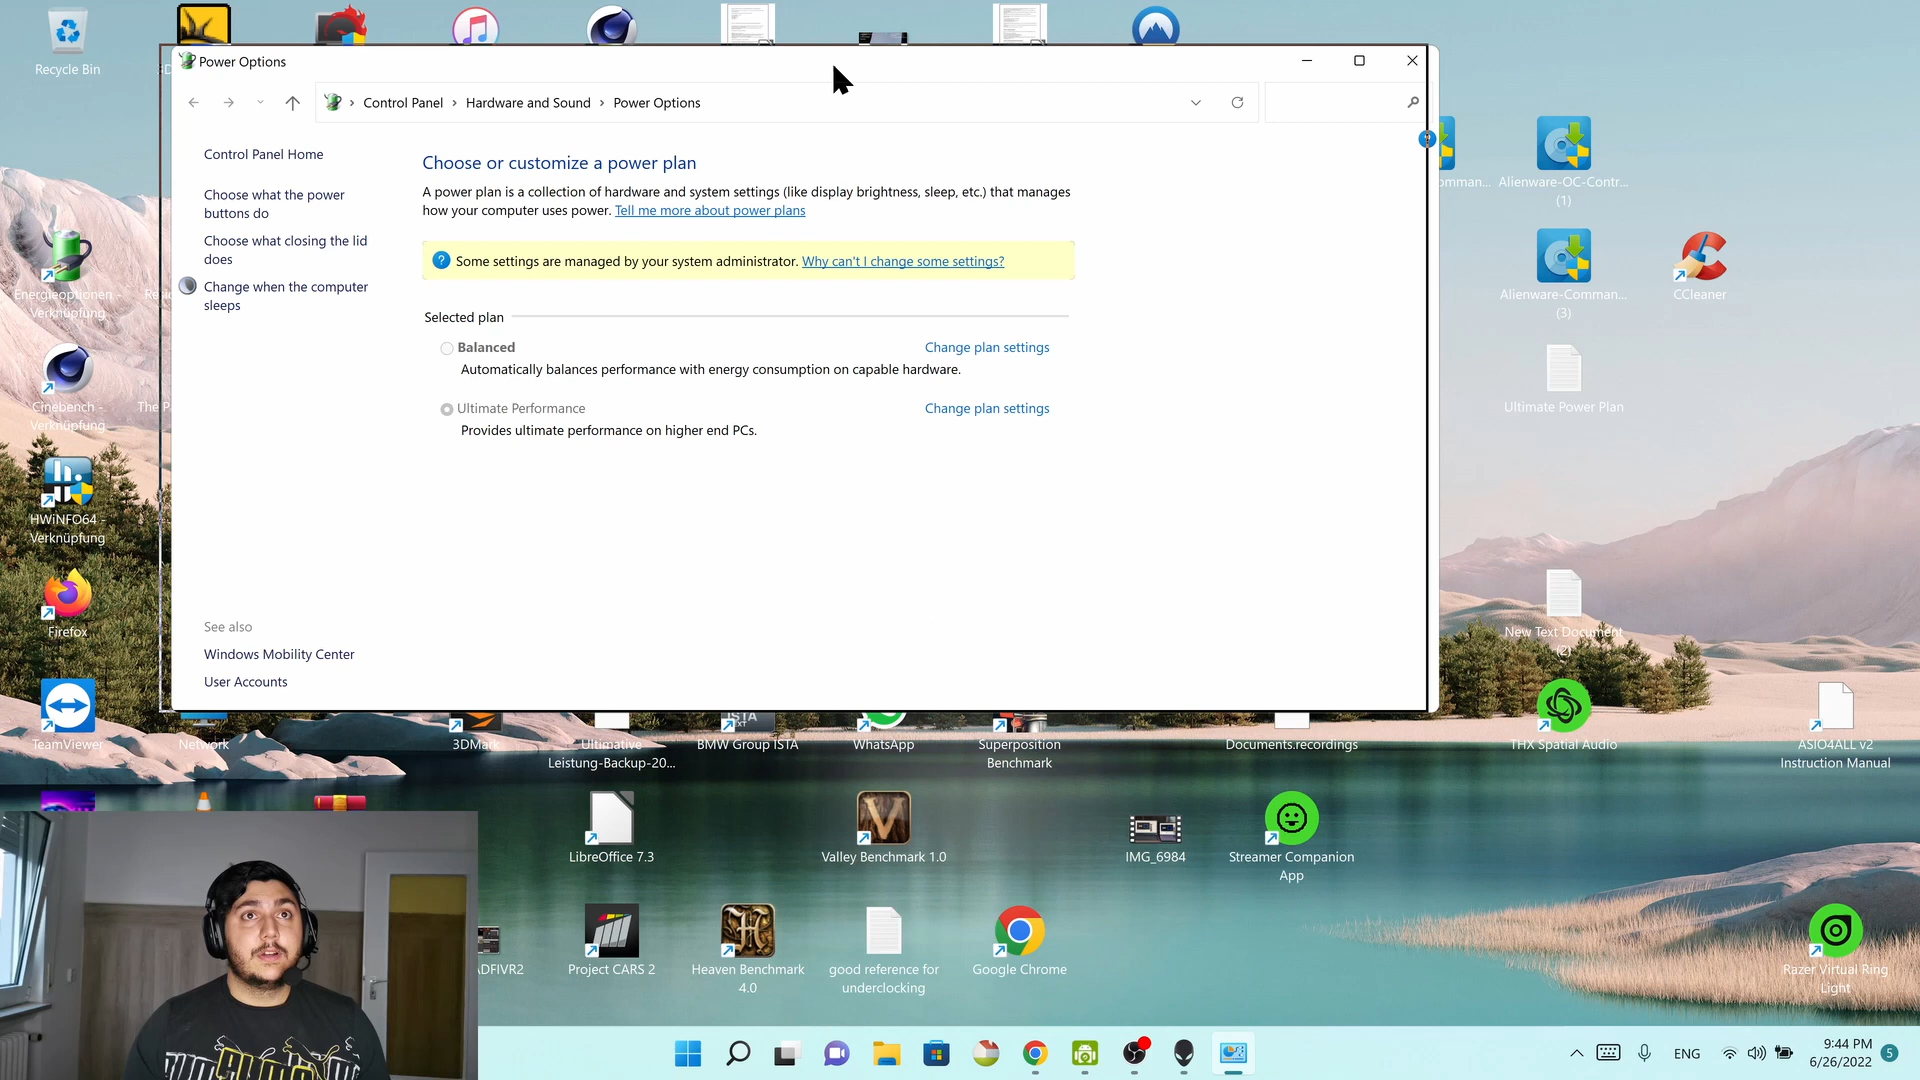 Recycle Bin
Power Options
Control Panel
Hardware and Sound
Power Options
Control Panel Home
Choose what the power
buttons do
Choose what closing the lid
does
Change when the computer
sleeps
Choose or customize a power plan
A power plan is a collection of hardware and system settings (like display brightness, sleep, etc.) that manages
how your computer uses power. Tell me more about power plans
Some settings are managed by your system administrator. Why can't I change some settings?
Selected plan
Balanced
Change plan settings
Automatically balances performance with energy consumption on capable hardware.
Ultimate Performance
Change plan settings
Provides ultimate performance on higher end PCs.
See also
Windows Mobility Center
User Accounts
Energieoptionen -
Verknüpfung
Cinebench -
Verknüpfung
The P
HWiNFO64 -
Verknüpfung
Firefox
TeamViewer
Network
3DMark
Ultimative
Leistung-Backup-20...
BMW Group ISTA
WhatsApp
Superposition
Benchmark
Documents.recordings
THX Spatial Audio
ASIO4ALL v2
Instruction Manual
omman...
Alienware-OC-Contr...
(1)
Alienware-Comman...
(3)
CCleaner
Ultimate Power Plan
New Text Document
(2)
LibreOffice 7.3
Valley Benchmark 1.0
IMG_6984
Streamer Companion
App
ADFIVR2
Project CARS 2
Heaven Benchmark
4.0
good reference for
underclocking
Google Chrome
Razer Virtual Ring
Light
ENG
9:44 PM
6/26/2022
5